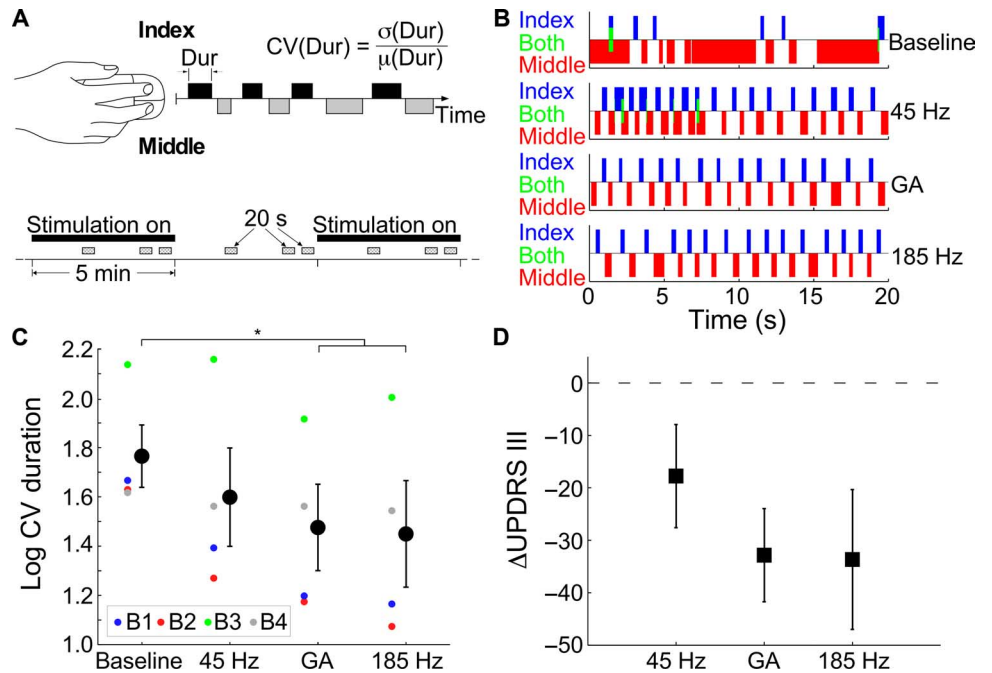 A
Index
Dur
CV(Dur) = σ(Dur) / μ(Dur)
Time
Middle
Stimulation on
20 s
Stimulation on
5 min
B
Index
Both
Middle
Baseline
Index
Both
Middle
45 Hz
Index
Both
Middle
GA
Index
Both
Middle
185 Hz
0 5 10 15 20
Time (s)
C
*
Log CV duration
2.2
2.0
1.8
1.6
1.4
1.2
1.0
B1 B2 B3 B4
Baseline 45 Hz GA 185 Hz
D
ΔUPDRS III
0
−10
−20
−30
−40
−50
45 Hz GA 185 Hz